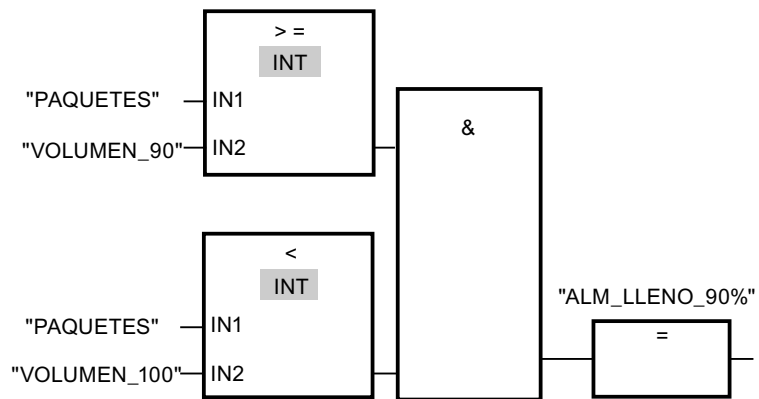 > =
INT
"PAQUETES"
IN1
"VOLUMEN_90"
IN2
&
<
INT
"PAQUETES"
IN1
"VOLUMEN_100"
IN2
"ALM_LLENO_90%"
=